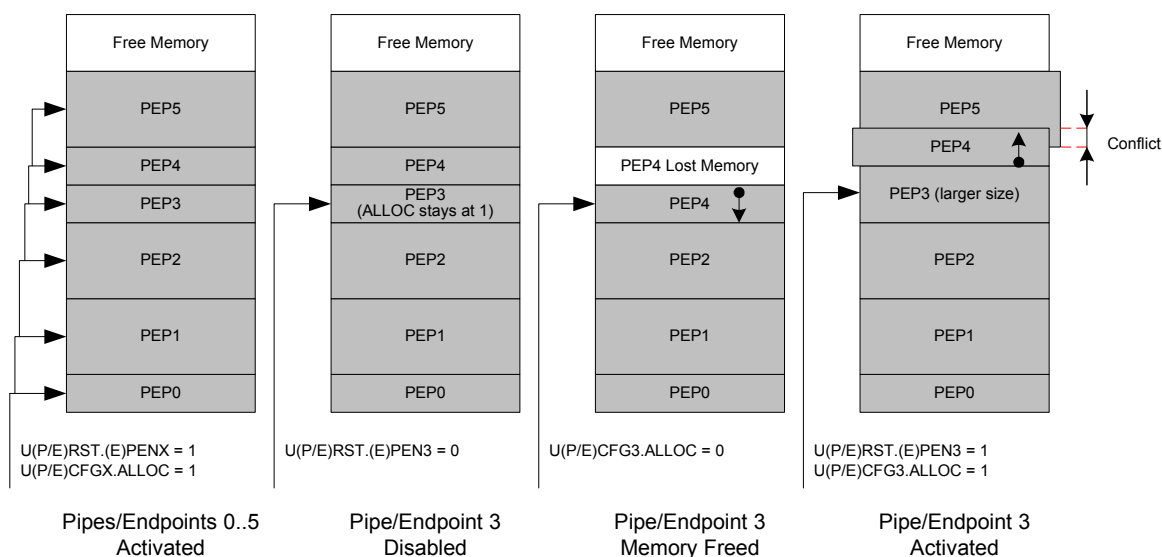 Free Memory
PEP5
PEP4
PEP3
PEP2
PEP1
PEP0
U(P/E)RST.(E)PENX = 1
U(P/E)CFGX.ALLOC = 1
Pipes/Endpoints 0..5
Activated
Free Memory
PEP5
PEP4
PEP3
(ALLOC stays at 1)
PEP2
PEP1
PEP0
U(P/E)RST.(E)PEN3 = 0
Pipe/Endpoint 3
Disabled
Free Memory
PEP5
PEP4 Lost Memory
PEP4
PEP2
PEP1
PEP0
U(P/E)CFG3.ALLOC = 0
Pipe/Endpoint 3
Memory Freed
Free Memory
PEP5
PEP4
Conflict
PEP3 (larger size)
PEP2
PEP1
PEP0
U(P/E)RST.(E)PEN3 = 1
U(P/E)CFG3.ALLOC = 1
Pipe/Endpoint 3
Activated